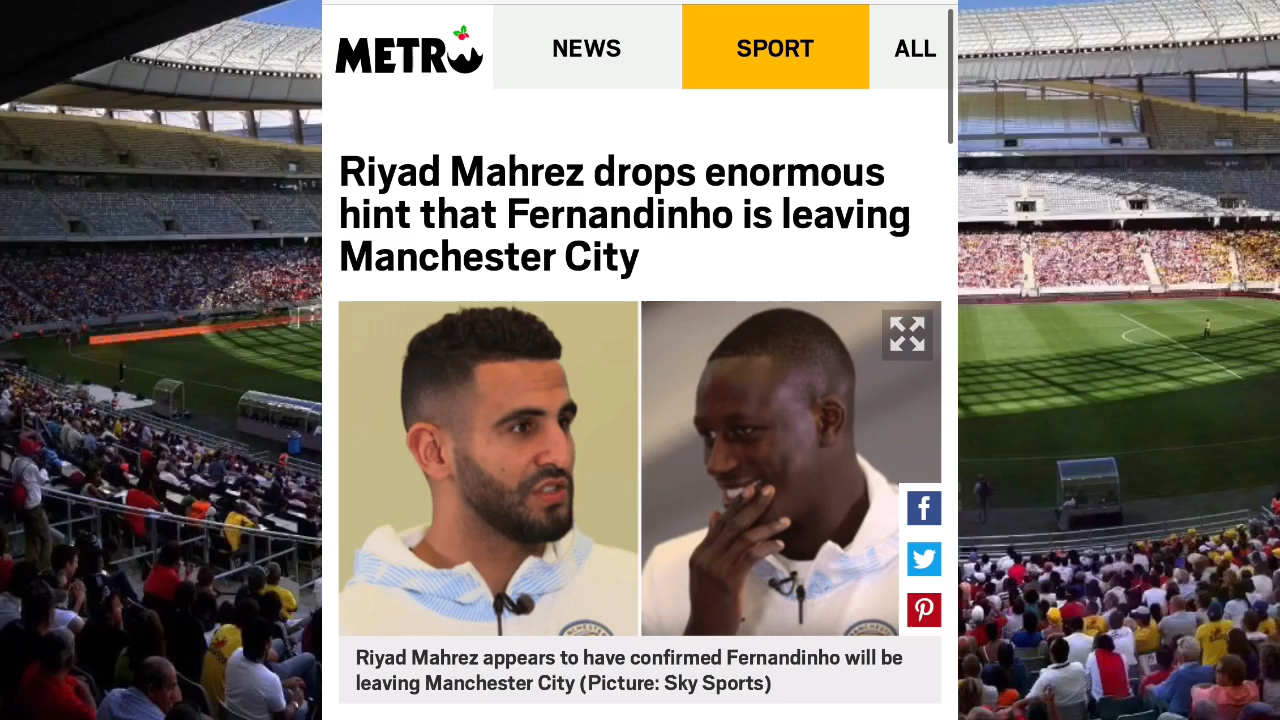 METRO
NEWS
SPORT
ALL
Riyad Mahrez drops enormous
hint that Fernandinho is leaving
Manchester City
Riyad Mahrez appears to have confirmed Fernandinho will be
leaving Manchester City (Picture: Sky Sports)